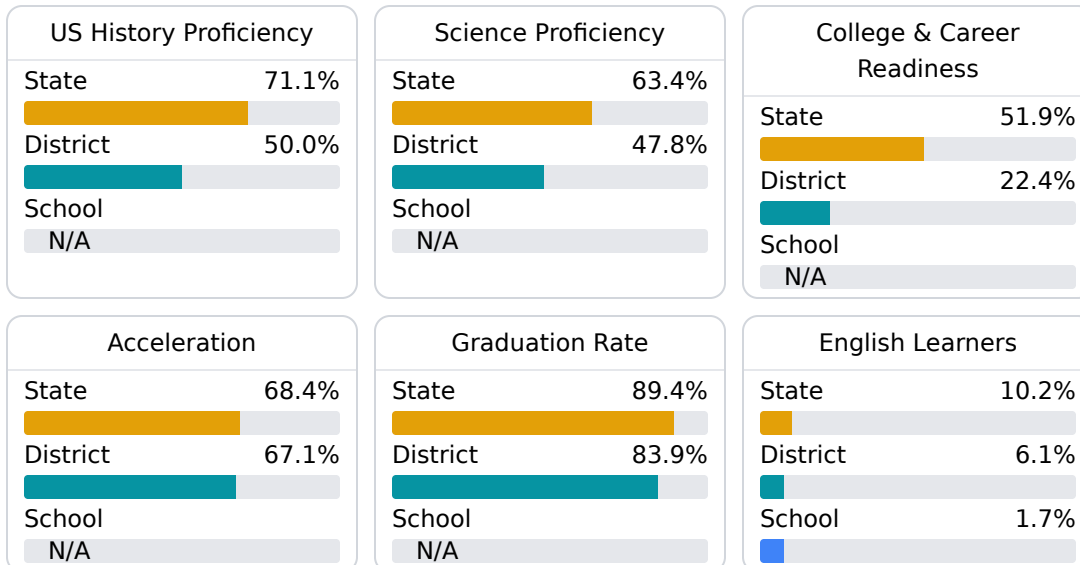 US History Proficiency
State 71.1%
District 50.0%
School
N/A
Science Proficiency
State 63.4%
District 47.8%
School
N/A
College & Career
Readiness
State 51.9%
District 22.4%
School
N/A
Acceleration
State 68.4%
District 67.1%
School
N/A
Graduation Rate
State 89.4%
District 83.9%
School
N/A
English Learners
State 10.2%
District 6.1%
School 1.7%